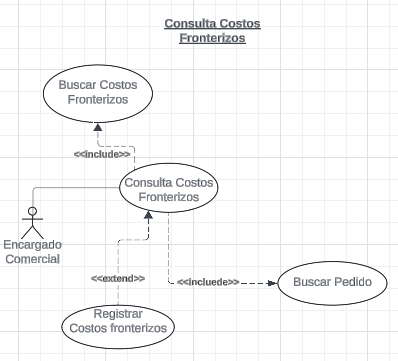 Consulta Costos
Fronterizos
Buscar Costos
Fronterizos
<<include>>
Consulta Costos
Fronterizos
Encargado
Comercial
<<extend>>
<<incluede>>
Buscar Pedido
Registrar
Costos fronterizos